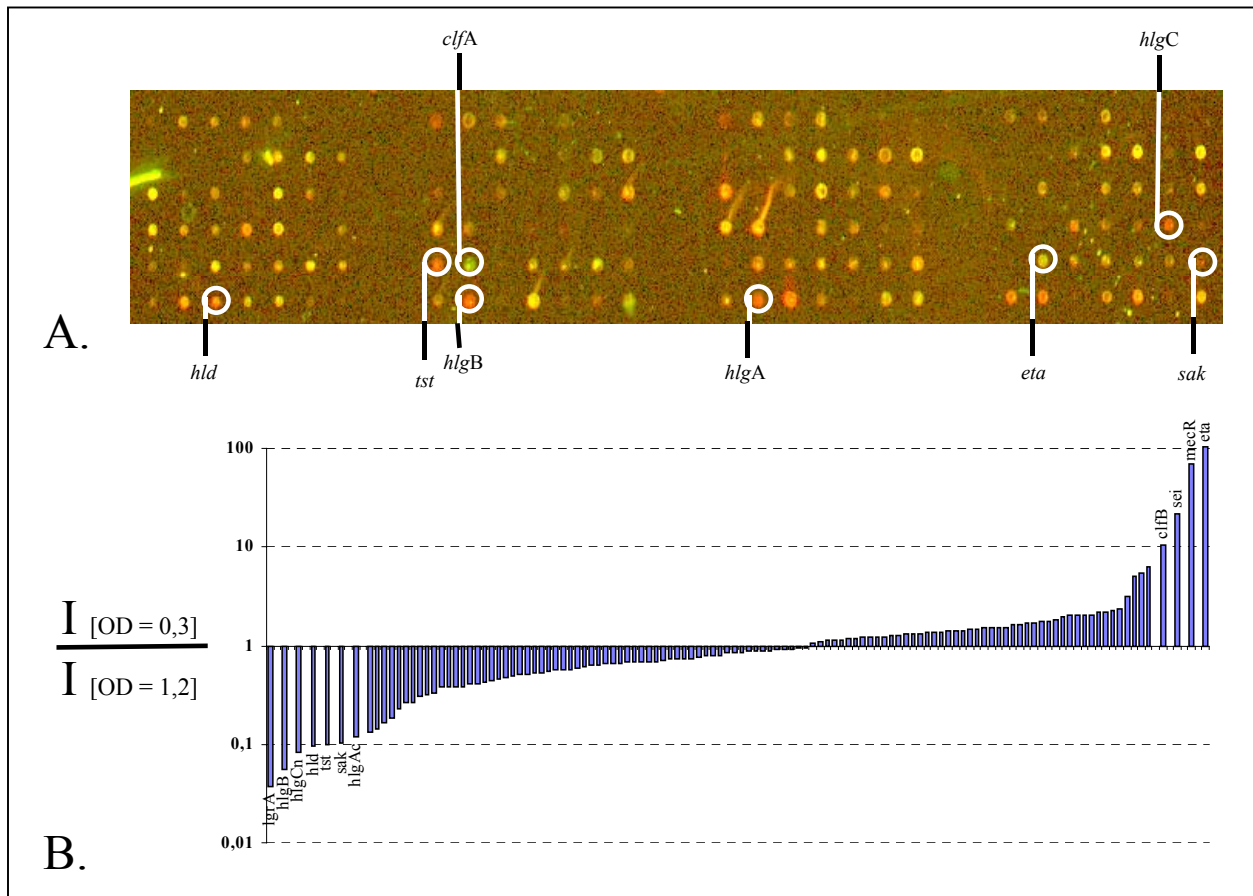 clfA
hlgC
A.
hld
tst
hlgB
hlgA
eta
sak
100
10
1
0,1
0,01
I [OD = 0,3]
I [OD = 1,2]
lgrA
hlgB
hlgCn
hld
tst
sak
hlgAc
clfB
sei
mecR
eta
B.